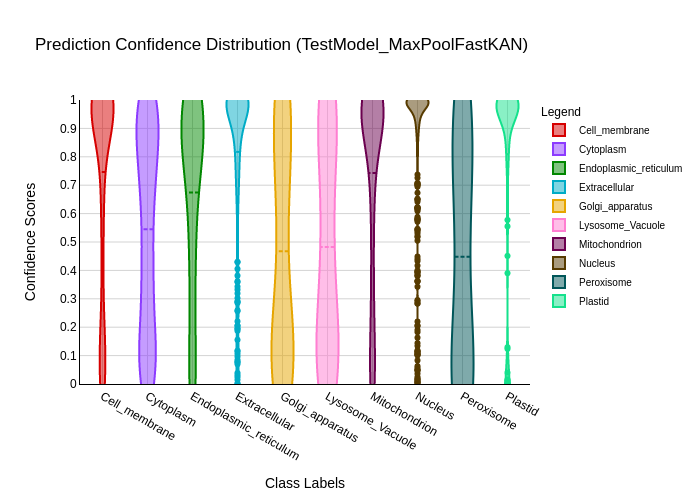 Prediction Confidence Distribution (TestModel_MaxPoolFastKAN)
Legend
Cell_membrane
Cytoplasm
Endoplasmic_reticulum
Extracellular
Golgi_apparatus
Lysosome_Vacuole
Mitochondrion
Nucleus
Peroxisome
Plastid
Confidence Scores
1
0.9
0.8
0.7
0.6
0.5
0.4
0.3
0.2
0.1
0
Cell_membrane
Cytoplasm
Endoplasmic_reticulum
Extracellular
Golgi_apparatus
Lysosome_Vacuole
Mitochondrion
Nucleus
Peroxisome
Plastid
Class Labels